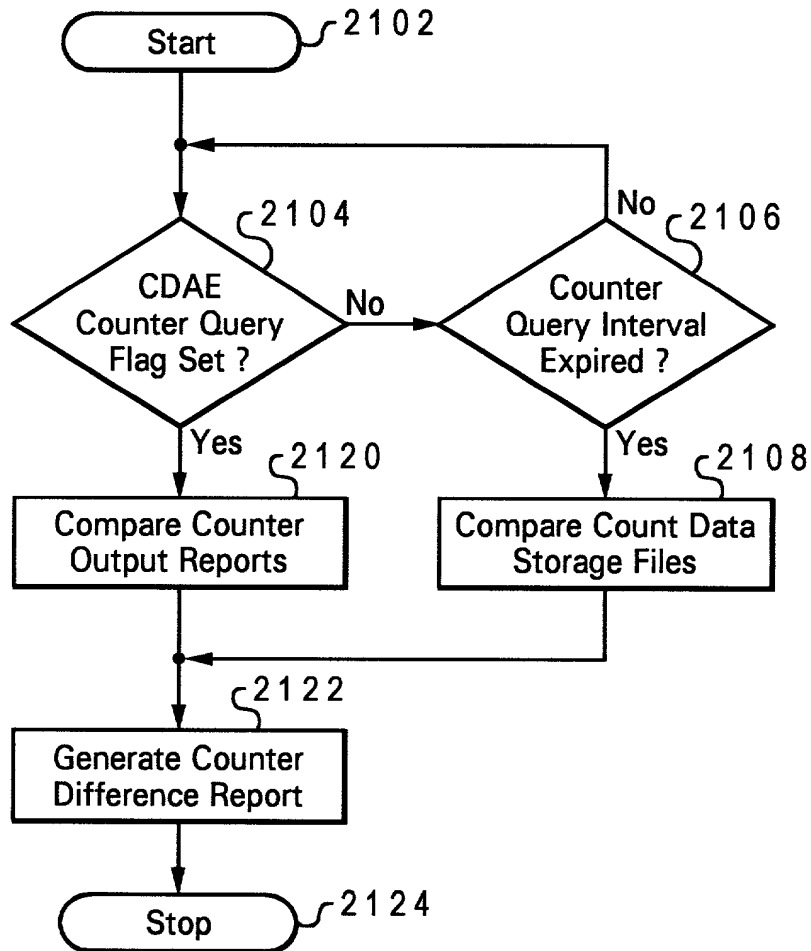 Start
2102
No
2104
2106
CDAE
Counter Query
Flag Set ?
No
Counter
Query Interval
Expired ?
Yes
Yes
2120
2108
Compare Counter
Output Reports
Compare Count Data
Storage Files
2122
Generate Counter
Difference Report
Stop
2124